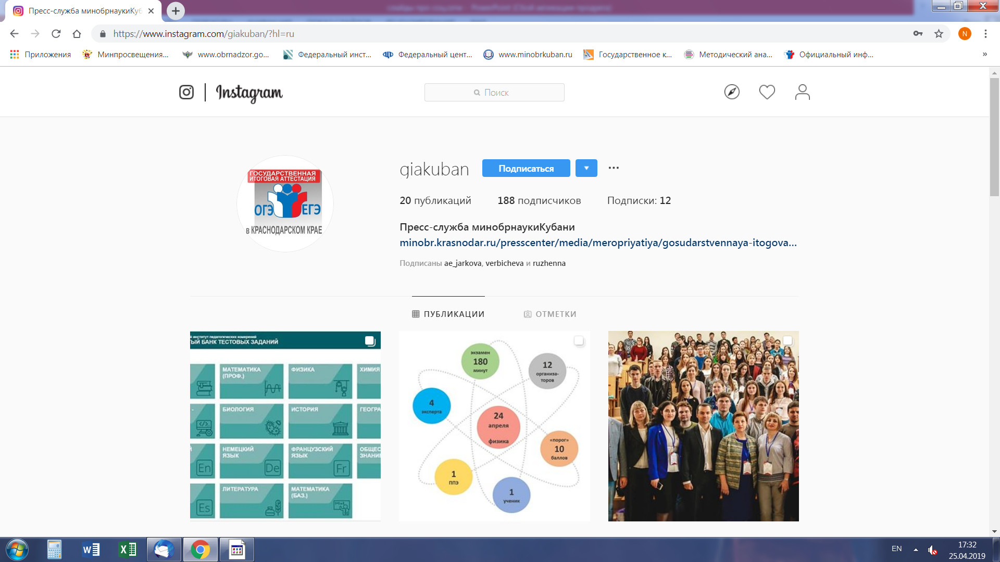 Пресс-служба минобрнаукиКуб
https://www.instagram.com/giakuban/?hl=ru
N
Приложения
Минпросвещения...
www.obrnadzor.go...
Федеральный инст...
Федеральный цент...
www.minobrkuban.ru
Государственное к...
Методический ана...
Официальный инф...
»
Instagram
Поиск
ГОСУДАРСТВЕННАЯ
ИТОГОВАЯ АТТЕСТАЦИЯ
ОГЭ ЕГЭ
в КРАСНОДАРСКОМ КРАЕ
giakuban
Подписаться
20 публикаций
188 подписчиков
Подписки: 12
Пресс-служба минобрнаукиКубани
minobr.krasnodar.ru/presscenter/media/meropriyatiya/gosudarstvennaya-itogova...
Подписаны ae_jarkova, verbicheva и ruzhenna
ПУБЛИКАЦИИ
ОТМЕТКИ
й институт педагогических измерений
ТЫЙ БАНК ТЕСТОВЫХ ЗАДАНИЙ
МАТЕМАТИКА
(ПРОФ.)
ФИЗИКА
ХИМИЯ
БИОЛОГИЯ
ИСТОРИЯ
ГЕОГРА
En
НЕМЕЦКИЙ
ЯЗЫК
De
ФРАНЦУЗСКИЙ
ЯЗЫК
Fr
ОБЩЕС
ЗНАНИЕ
Es
ЛИТЕРАТУРА
МАТЕМАТИКА
(БАЗ.)
экзамен
180
минут
12
организа-
торов
4
эксперта
24
апреля
физика
«порог»
10
баллов
1
ппэ
1
ученик
EN
17:32
25.04.2019